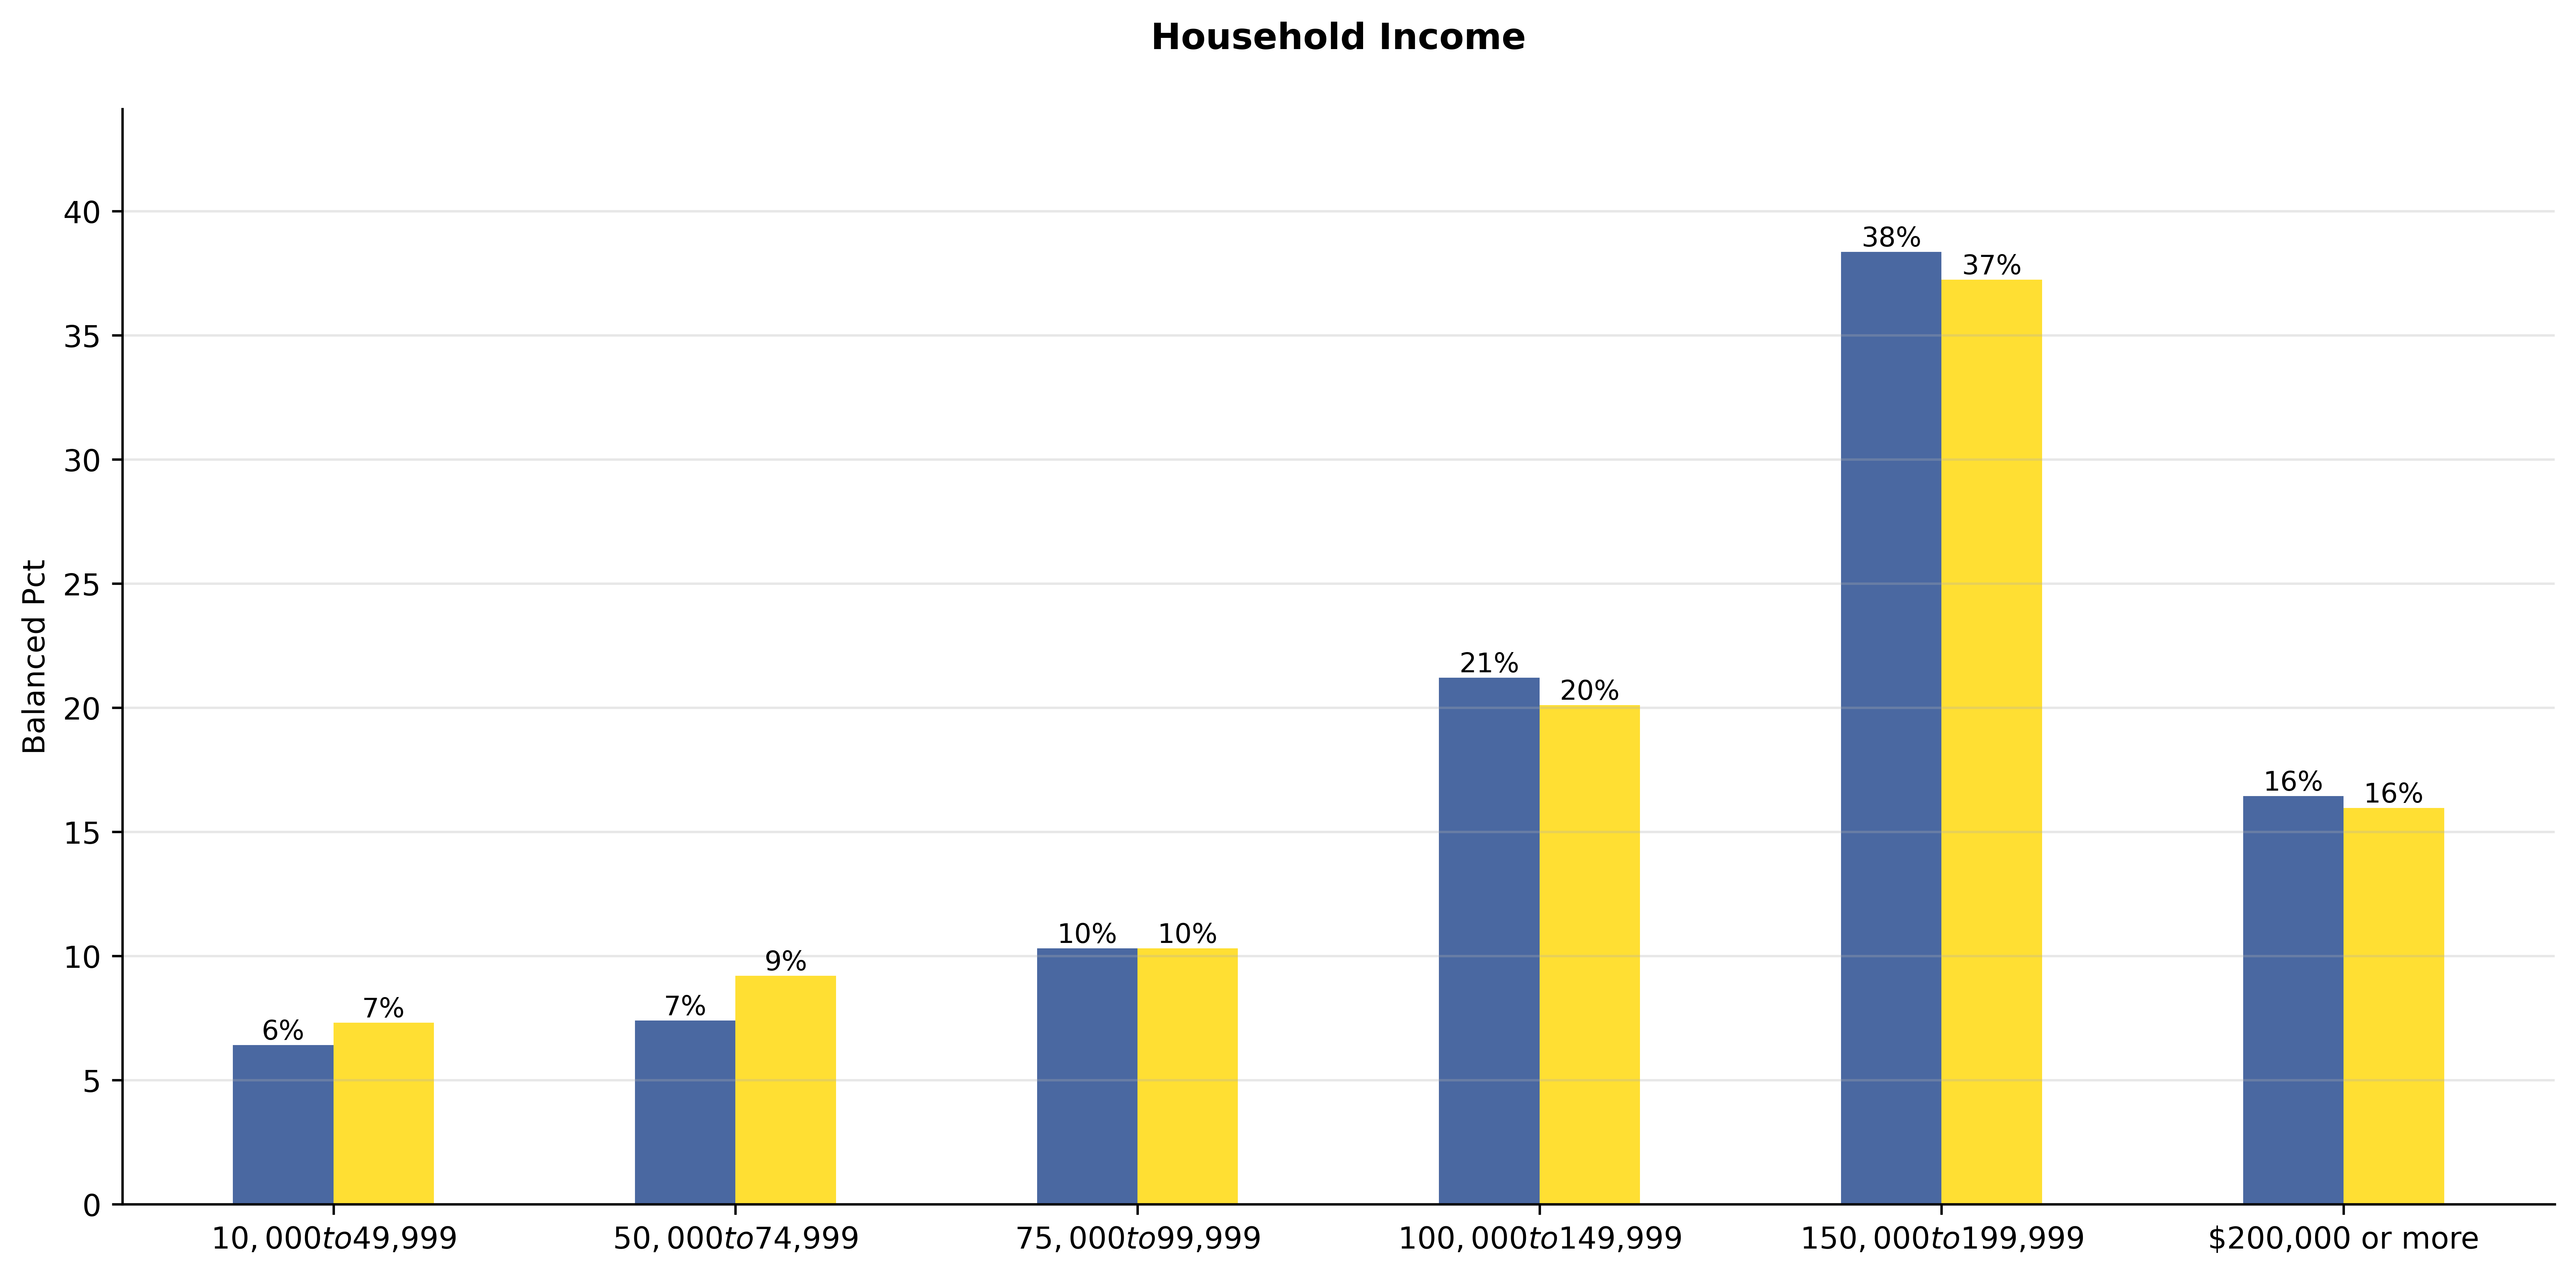 Household Income
Balanced Pct
40
35
30
25
20
15
10
5
0
6%
7%
7%
9%
10%
10%
21%
20%
38%
37%
16%
16%
10,000to49,999
50,000to74,999
75,000to99,999
100,000to149,999
150,000to199,999
$200,000 or more